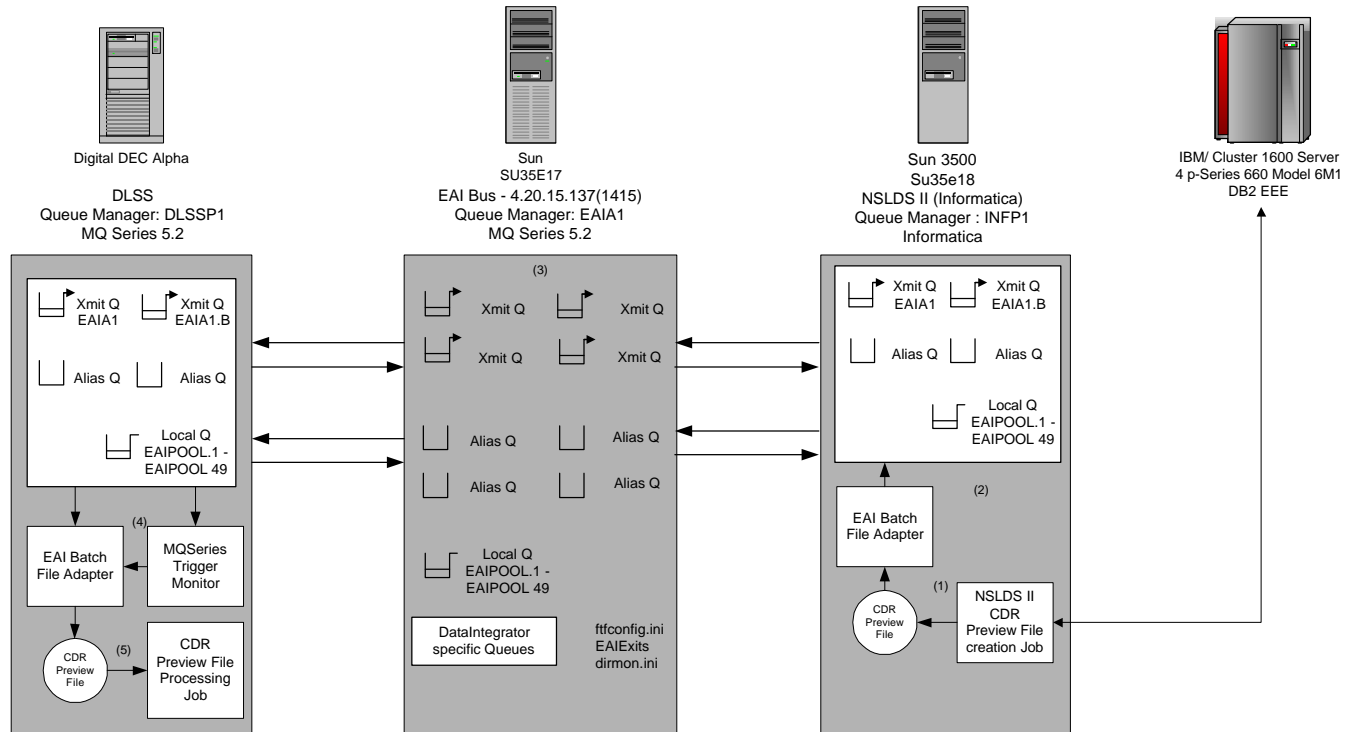 Digital DEC Alpha
DLSS
Queue Manager: DLSSP1
MQ Series 5.2
Sun
SU35E17
EAI Bus - 4.20.15.137(1415)
Queue Manager: EAIA1
MQ Series 5.2
Sun 3500
Su35e18
NSLDS II (Informatica)
Queue Manager : INFP1
Informatica
IBM/ Cluster 1600 Server
4 p-Series 660 Model 6M1
DB2 EEE
Xmit Q
EAIA1
Xmit Q
EAIA1.B
Alias Q
Alias Q
Local Q
EAIPOOL.1 -
EAIPOOL 49
EAI Batch
File Adapter
(4)
MQSeries
Trigger
Monitor
CDR
Preview
File
(5)
CDR
Preview File
Processing
Job
(3)
Xmit Q
Xmit Q
Xmit Q
Xmit Q
Alias Q
Alias Q
Alias Q
Alias Q
Local Q
EAIPOOL.1 -
EAIPOOL 49
DataIntegrator
specific Queues
ftfconfig.ini
EAIExits
dirmon.ini
Xmit Q
EAIA1
Xmit Q
EAIA1.B
Alias Q
Alias Q
Local Q
EAIPOOL.1 -
EAIPOOL 49
(2)
EAI Batch
File Adapter
(1)
CDR
Preview
File
NSLDS II
CDR
Preview File
creation Job